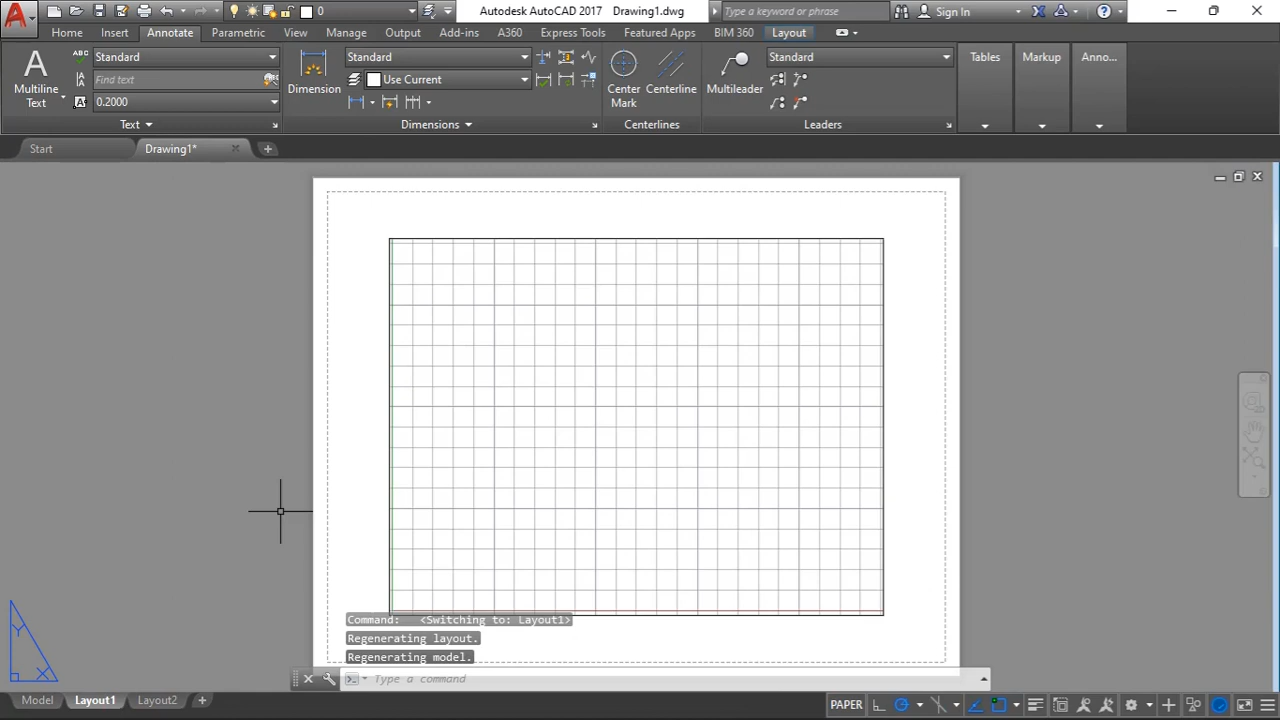 0
Autodesk AutoCAD 2017 Drawing1.dwg
Type a keyword or phrase
Sign In
Home Insert Annotate Parametric View Manage Output Add-ins A360 Express Tools Featured Apps BIM 360 Layout
Multiline
Text
Standard
Find text
0.2000
Text
Dimension
Standard
Use Current
Dimensions
Center
Mark
Centerline
Centerlines
Multileader
Standard
Leaders
Tables
Markup
Anno...
Start
Drawing1*
Command: <Switching to: Layout1>
Regenerating layout.
Regenerating model.
Type a command
Y
X
Model Layout1 Layout2
PAPER